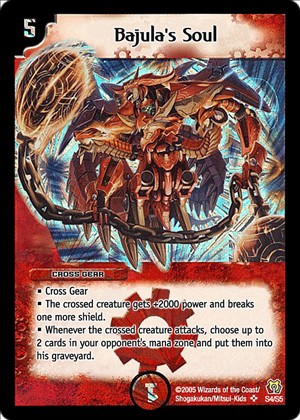 5
Bajula's Soul
CROSS GEAR
▪ Cross Gear
▪ The crossed creature gets +2000 power and breaks
one more shield.
▪ Whenever the crossed creature attacks, choose up to
2 cards in your opponent's mana zone and put them into
his graveyard.
1
©2005 Wizards of the Coast/
Shogakukan/Mitsui-Kids
S4/S5